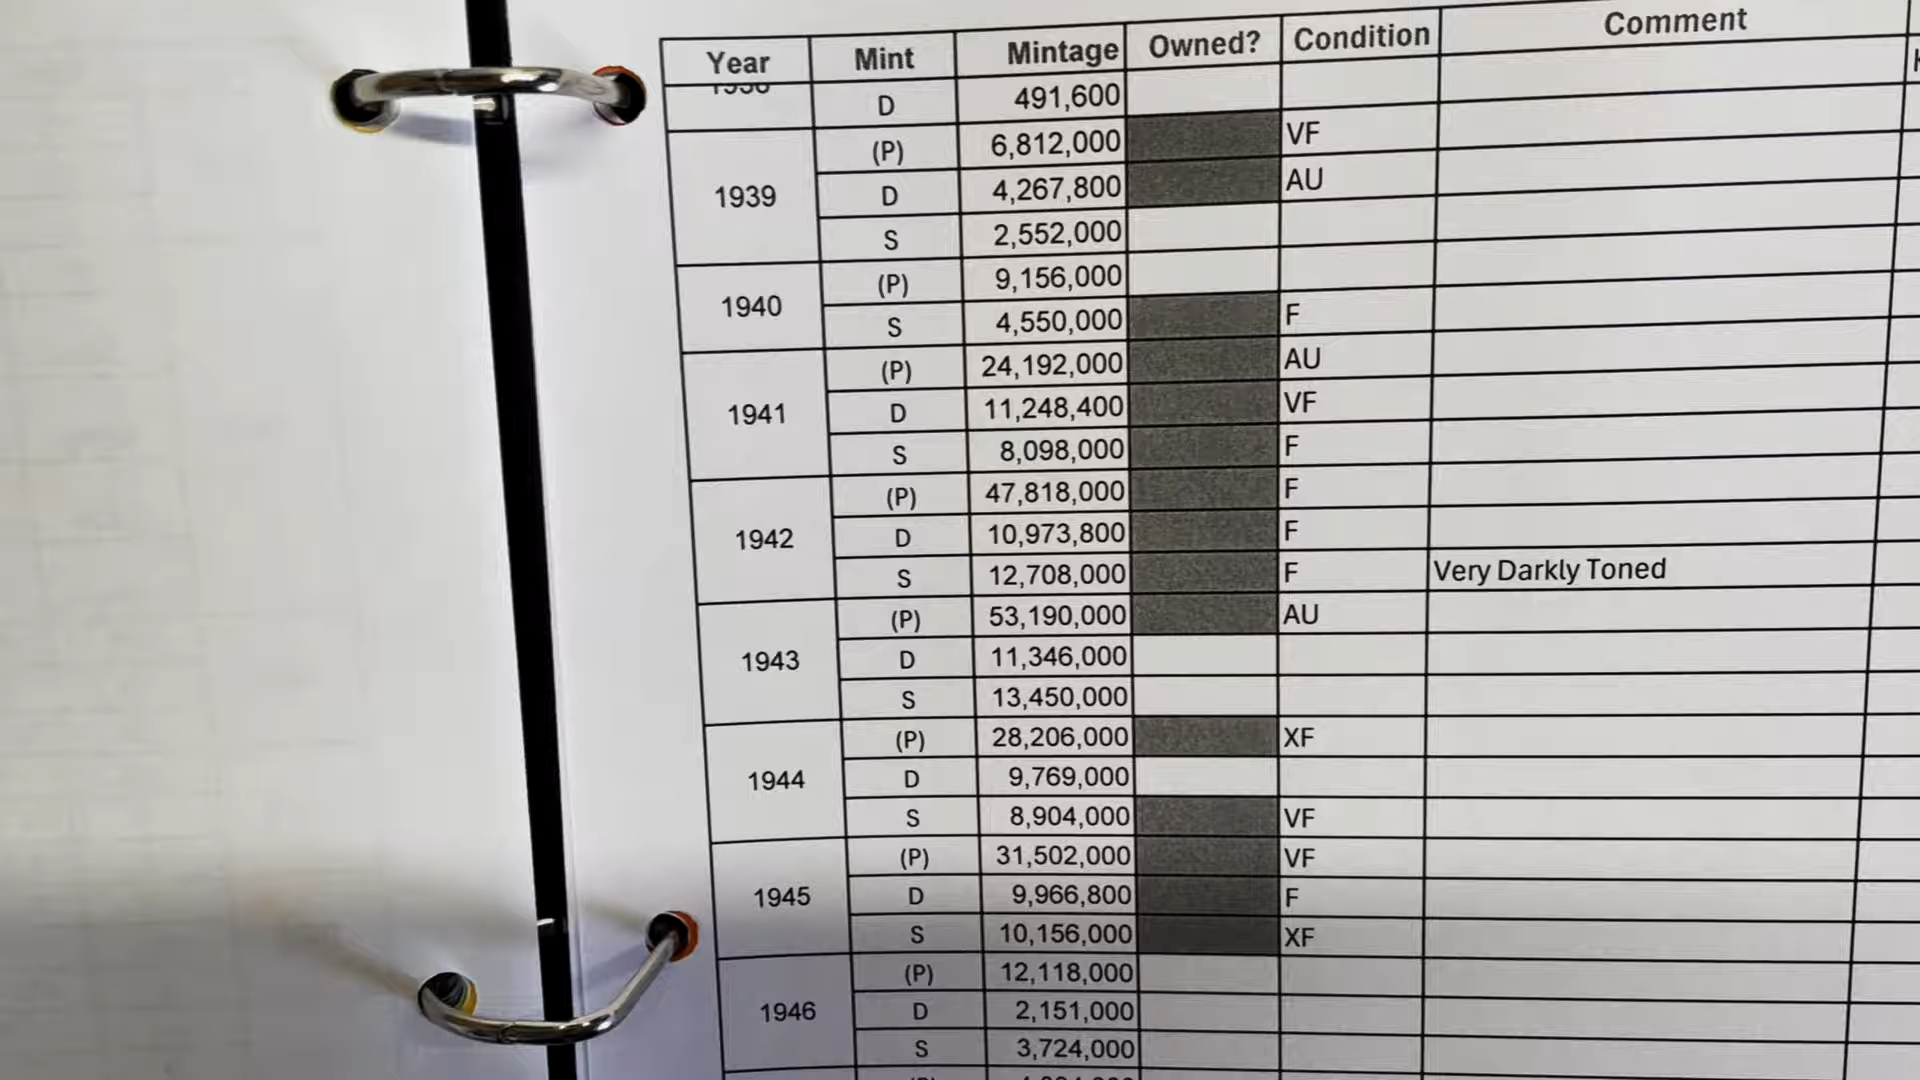 Year Mint Mintage Owned? Condition Comment
D 491,600
1939 (P) 6,812,000 VF
D 4,267,800 AU
S 2,552,000
1940 (P) 9,156,000
S 4,550,000 F
1941 (P) 24,192,000 AU
D 11,248,400 VF
S 8,098,000 F
1942 (P) 47,818,000 F
D 10,973,800 F
S 12,708,000 F Very Darkly Toned
1943 (P) 53,190,000 AU
D 11,346,000
S 13,450,000
1944 (P) 28,206,000 XF
D 9,769,000
S 8,904,000 VF
1945 (P) 31,502,000 VF
D 9,966,800 F
S 10,156,000 XF
1946 (P) 12,118,000
D 2,151,000
S 3,724,000